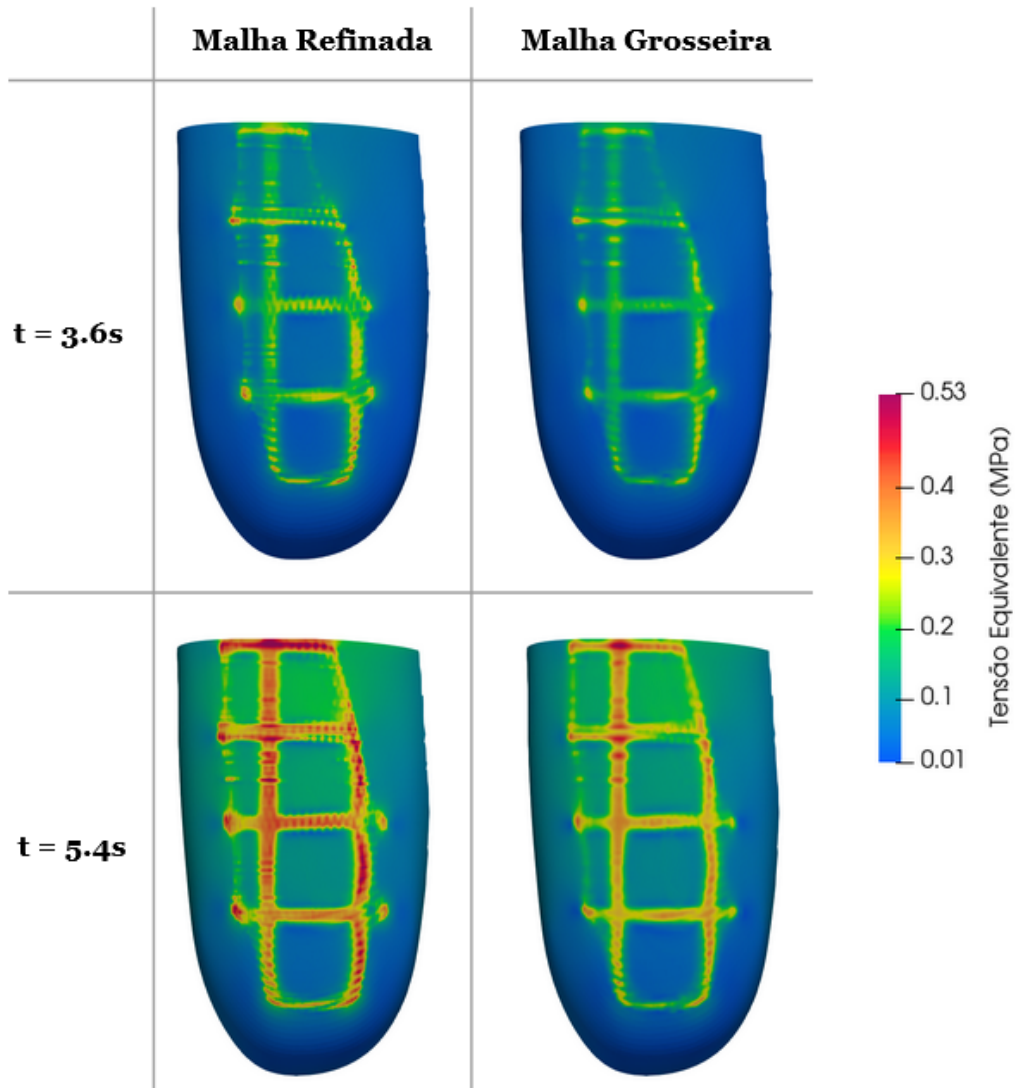 Malha Refinada
Malha Grosseira
t = 3.6s
t = 5.4s
0.53
0.4
0.3
0.2
0.1
0.01
Tensão Equivalente (MPa)